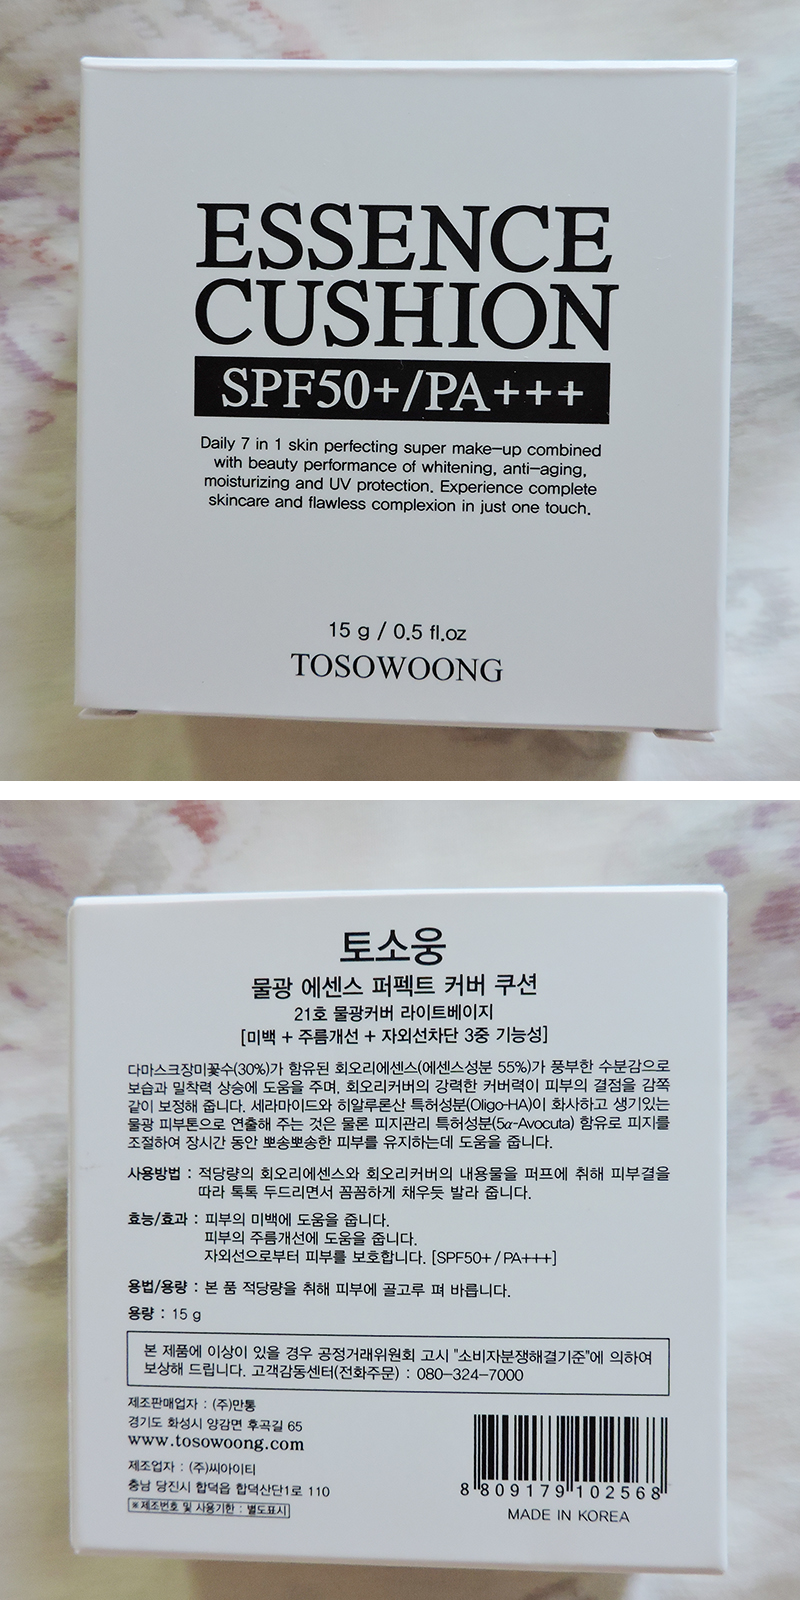 ESSENCE
CUSHION
SPF50+/PA+++
Daily 7 in 1 skin perfecting super make-up combined
with beauty performance of whitening, anti-aging,
moisturizing and UV protection. Experience complete
skincare and flawless complexion in just one touch.
15 g / 0.5 fl.oz
TOSOWOONG
토소웅
물광 에센스 퍼펙트 커버 쿠션
21호 물광커버 라이트베이지
[미백 + 주름개선 + 자외선차단 3중 기능성]
다마스크장미꽃수(30%)가 함유된 회오리에센스(에센스성분 55%)가 풍부한 수분감으로
보습과 밀착력 상승에 도움을 주며, 회오리커버의 강력한 커버력이 피부의 결점을 감쪽
같이 보정해 줍니다. 세라마이드와 히알루론산 특허성분(Oligo-HA)이 화사하고 생기있는
물광 피부톤으로 연출해 주는 것은 물론 피지관리 특허성분(5α-Avocuta) 함유로 피지를
조절하여 장시간 동안 뽀송뽀송한 피부를 유지하는데 도움을 줍니다.
사용방법 : 적당량의 회오리에센스와 회오리커버의 내용물을 퍼프에 취해 피부결을
따라 톡톡 두드리면서 꼼꼼하게 채우듯 발라 줍니다.
효능/효과 : 피부의 미백에 도움을 줍니다.
피부의 주름개선에 도움을 줍니다.
자외선으로부터 피부를 보호합니다. [SPF50+/PA+++]
용법/용량 : 본 품 적당량을 취해 피부에 골고루 펴 바릅니다.
용량 : 15 g
본 제품에 이상이 있을 경우 공정거래위원회 고시 "소비자분쟁해결기준"에 의하여
보상해 드립니다. 고객감동센터(전화주문) : 080-324-7000
제조판매업자 : (주)만통
경기도 화성시 양감면 후곡길 65
www.tosowoong.com
제조업자 : (주)씨아이티
충남 당진시 합덕읍 합덕산단1로 110
※제조번호 및 사용기한 : 별도표시
8 809179 102568
MADE IN KOREA